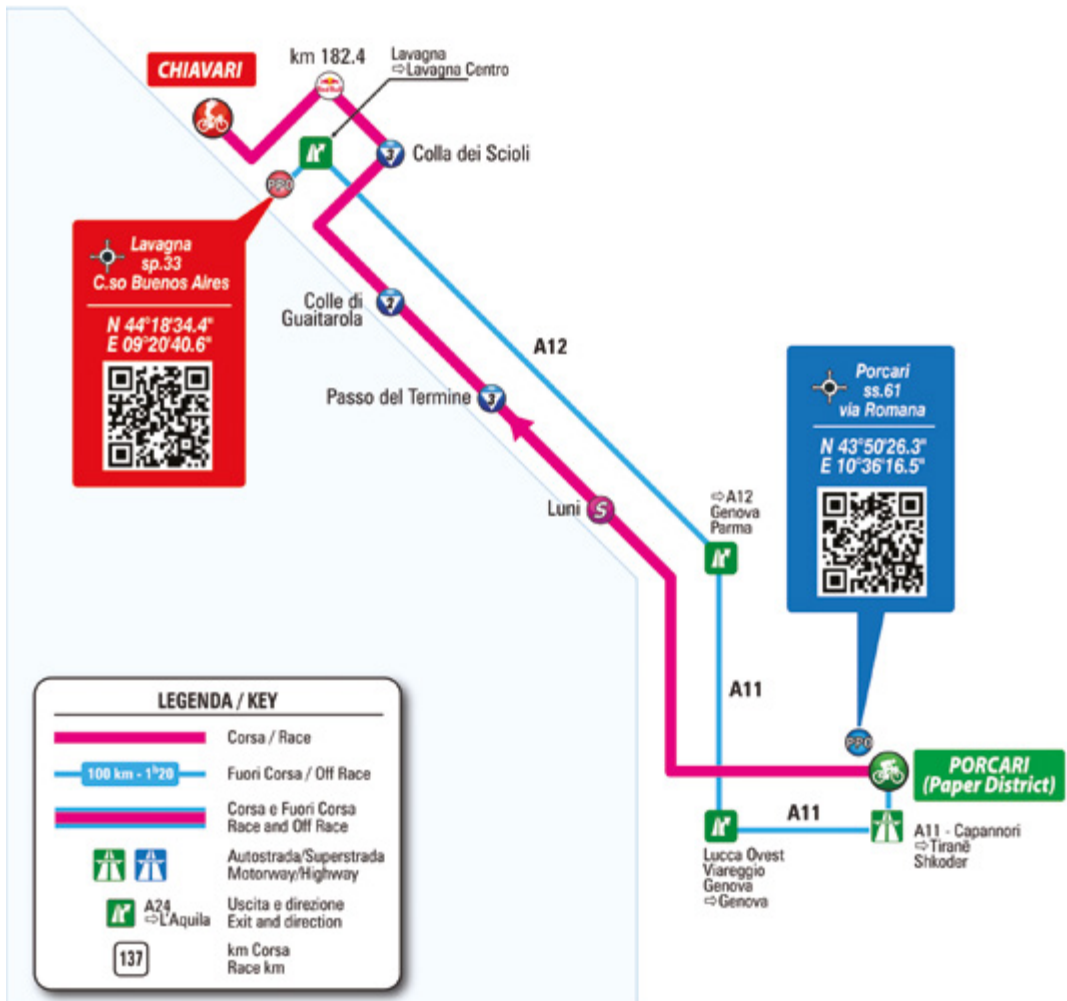 CHIAVARI
km 182.4
Red Bull
Lavagna
⇨Lavagna Centro
3
Colla dei Scioli
PPO
Lavagna
sp.33
C.so Buenos Aires
N 44°18'34.4"
E 09°20'40.6"
Colle di
Guaitarola
2
A12
Passo del Termine
3
Porcari
ss.61
via Romana
N 43°50'26.3"
E 10°36'16.5"
Luni
S
⇨A12
Genova
Parma
A11
PPO
PORCARI
(Paper District)
A11
A11 - Capannori
⇨Tiranë
Shkoder
Lucca Ovest
Viareggio
Genova
⇨Genova
LEGENDA / KEY
Corsa / Race
100 km - 1h20
Fuori Corsa / Off Race
Corsa e Fuori Corsa
Race and Off Race
Autostrada/Superstrada
Motorway/Highway
A24
⇨L'Aquila
Uscita e direzione
Exit and direction
137
km Corsa
Race km